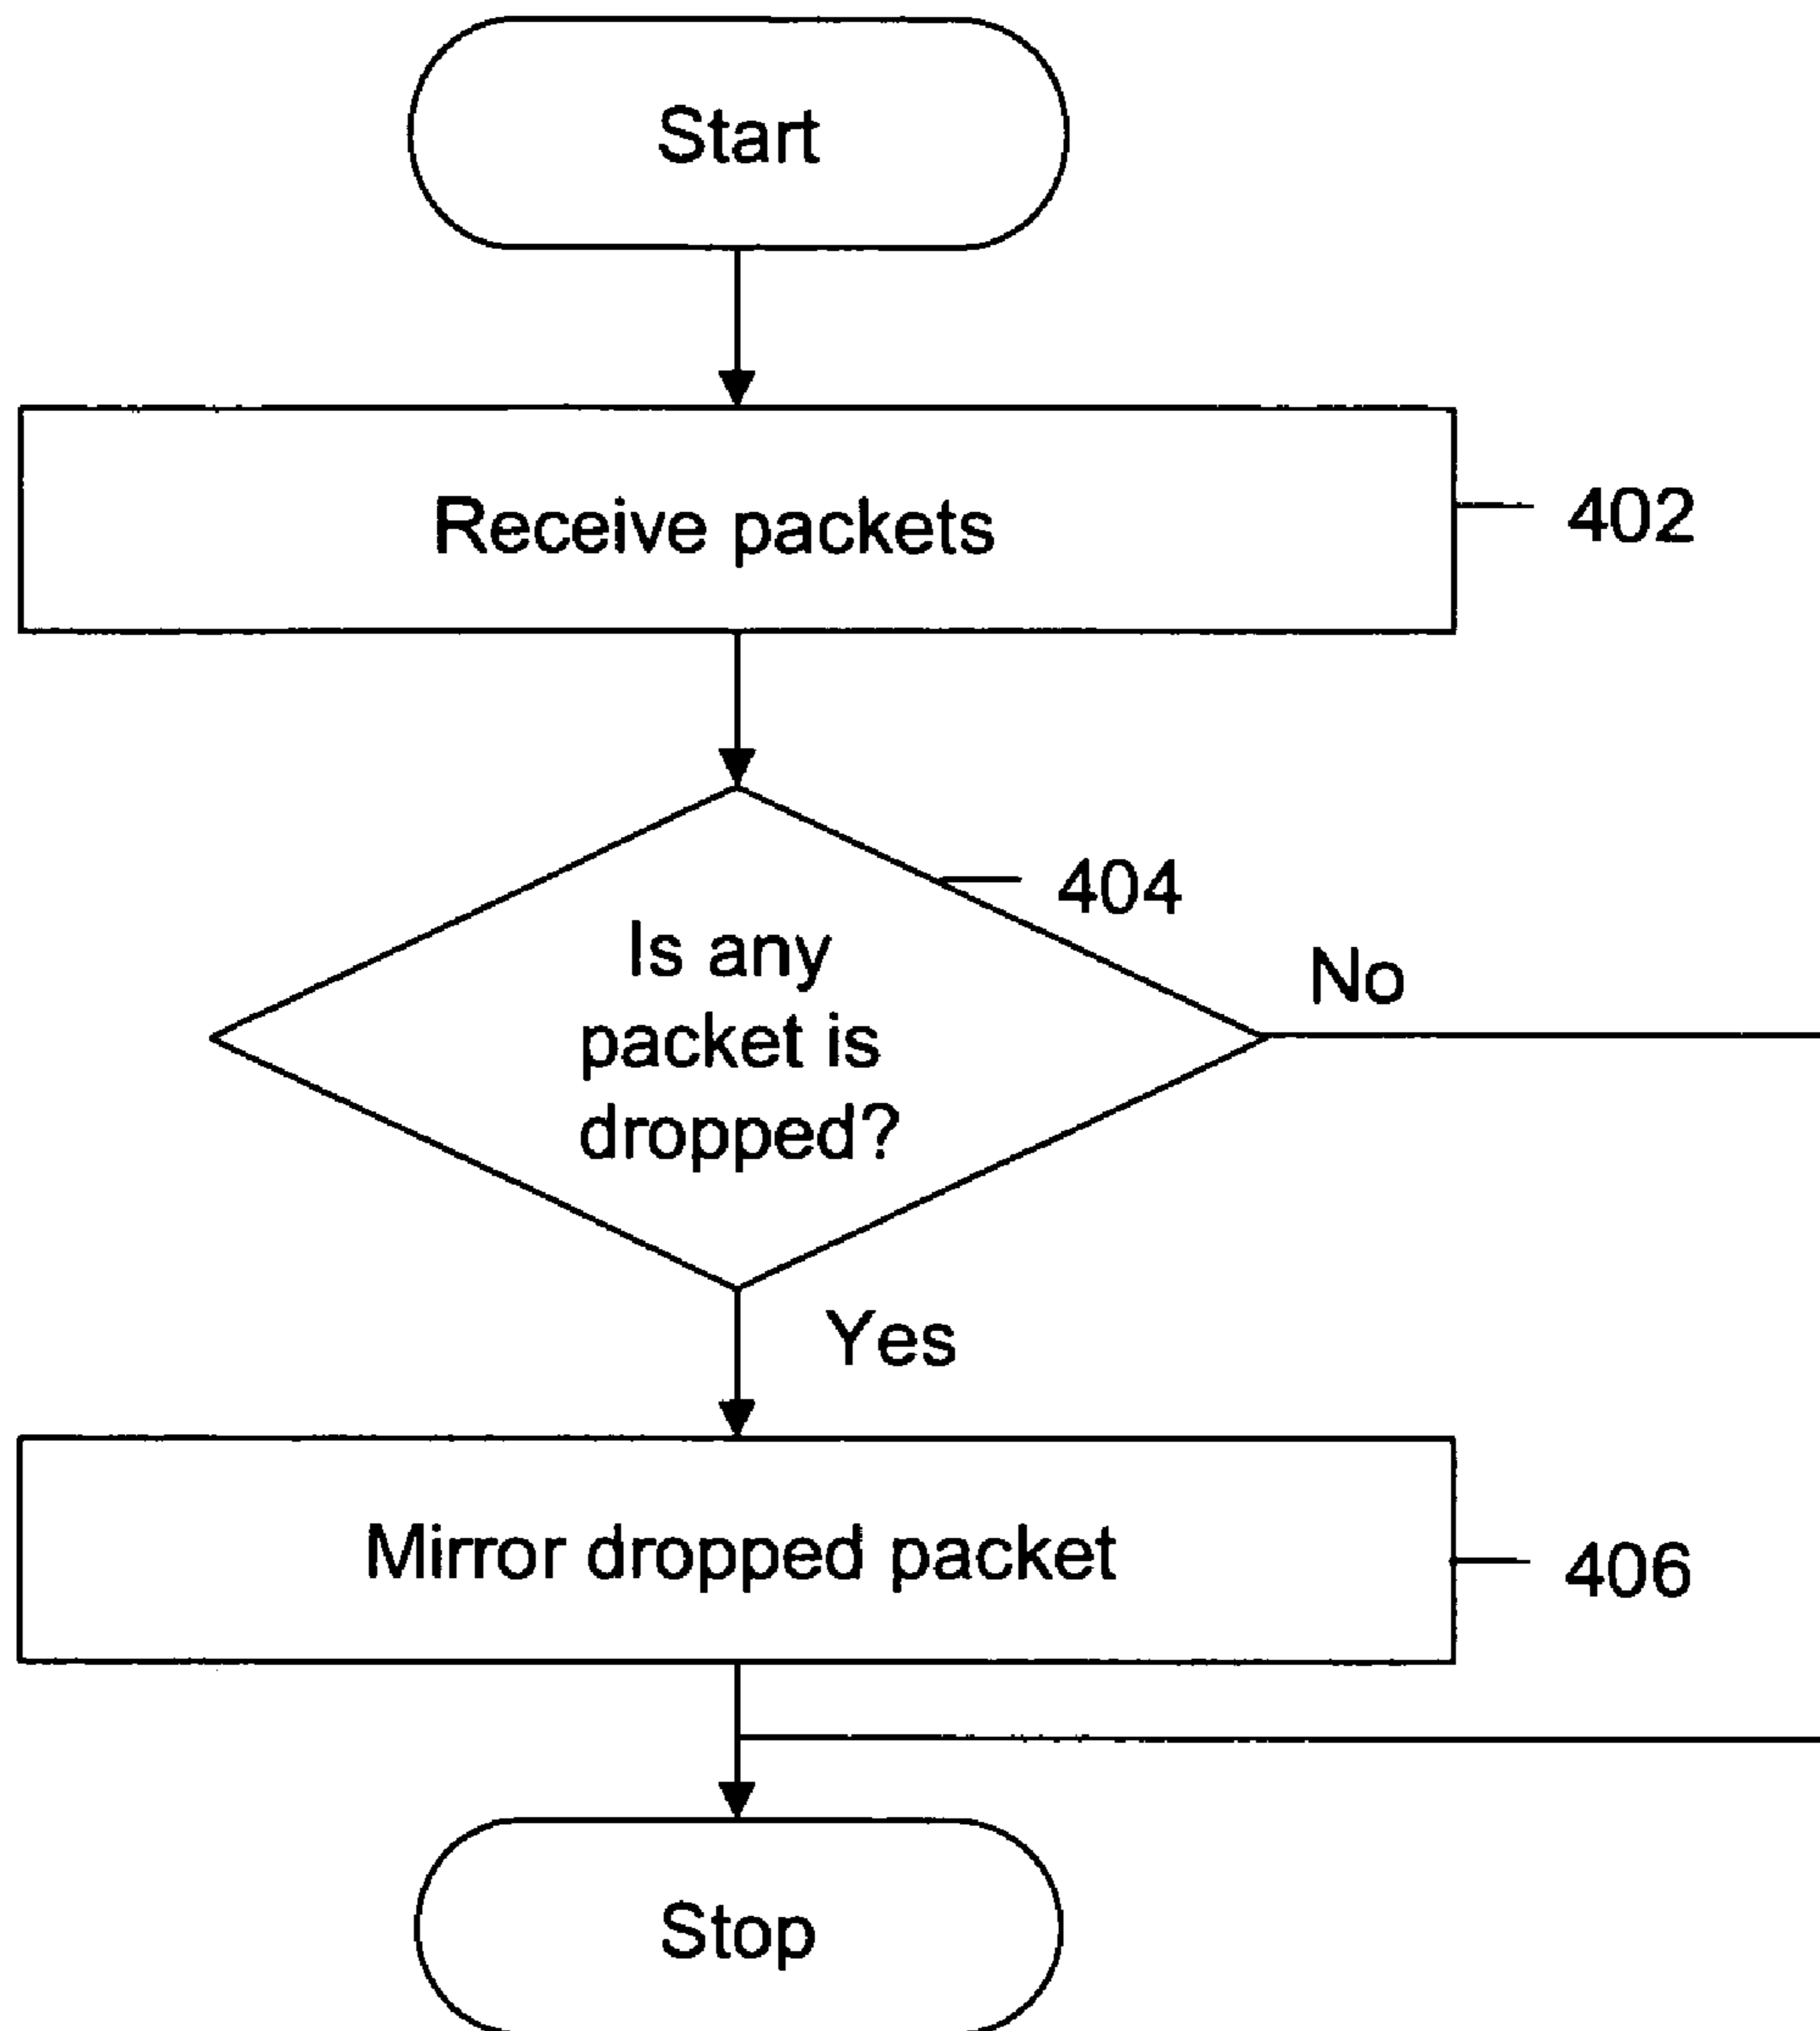 Start
Receive packets
402
404
Is any
packet is
dropped?
No
Yes
Mirror dropped packet
406
Stop